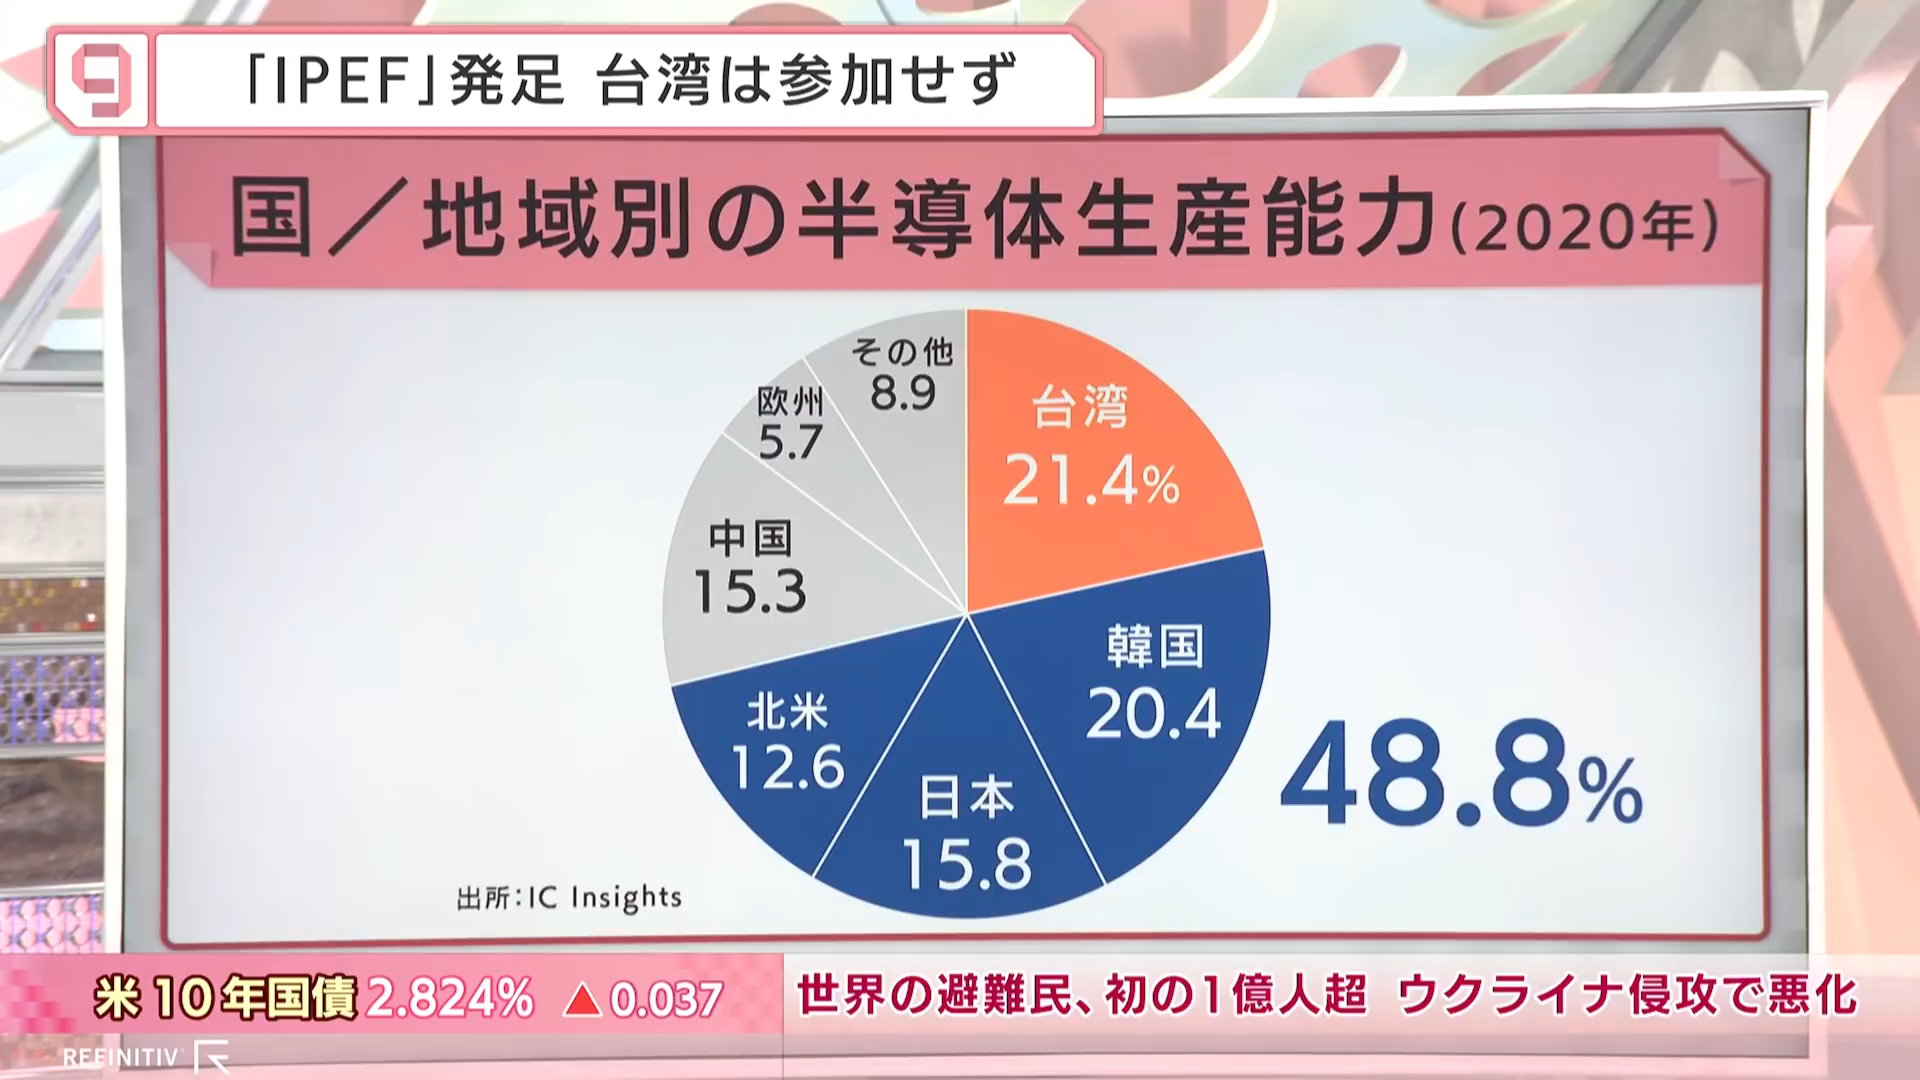 「IPEF」発足 台湾は参加せず
国／地域別の半導体生産能力(2020年)
その他
8.9
欧州
5.7
台湾
21.4%
中国
15.3
韓国
20.4
北米
12.6
日本
15.8
48.8%
出所：IC Insights
米10年国債 2.824% ▲0.037
世界の避難民、初の1億人超 ウクライナ侵攻で悪化
REFINITIV